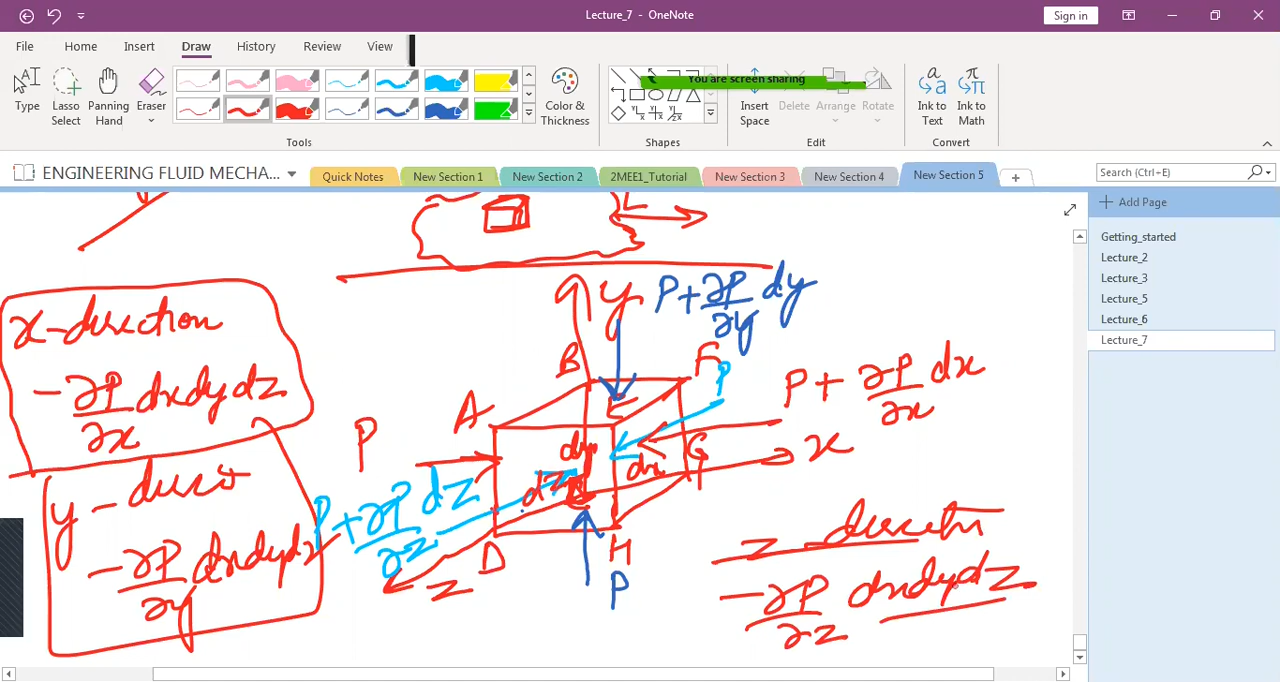 Lecture_7 - OneNote
Sign in
File Home Insert Draw History Review View
You are screen sharing
Type
Lasso Select
Panning Hand
Eraser
Color & Thickness
Insert Space
Delete
Arrange
Rotate
Ink to Text
Ink to Math
Tools
Shapes
Edit
Convert
ENGINEERING FLUID MECHA...
Quick Notes
New Section 1
New Section 2
2MEE1_Tutorial
New Section 3
New Section 4
New Section 5
Search (Ctrl+E)
Add Page
Getting_started
Lecture_2
Lecture_3
Lecture_5
Lecture_6
Lecture_7
y
P+∂P/∂y dy
x-direction
-∂P/∂x dxdydz
B
F
P
A
E
P+∂P/∂x dx
P
dy
G
x
dx
dz
y-direct
-∂P/∂y dxdydz
P+∂P/∂z dz
D
H
z
P
z
-∂P/∂z dxdydz